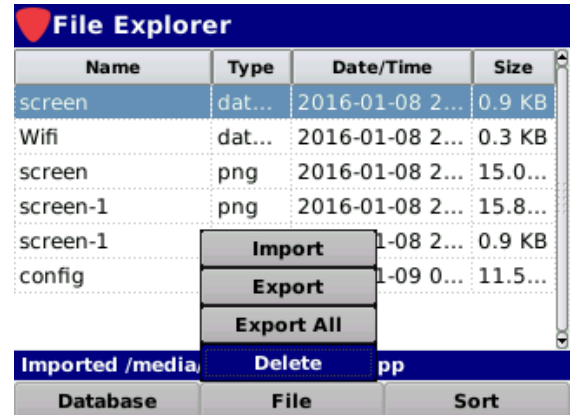 File Explorer
Name Type Date/Time Size
screen dat... 2016-01-08 2... 0.9 KB
Wifi dat... 2016-01-08 2... 0.3 KB
screen png 2016-01-08 2... 15.0...
screen-1 png 2016-01-08 2... 15.8...
screen-1 Import 1-08 2... 0.9 KB
config Export 1-09 0... 11.5...
Export All
Imported /media/ Delete pp
Database File Sort